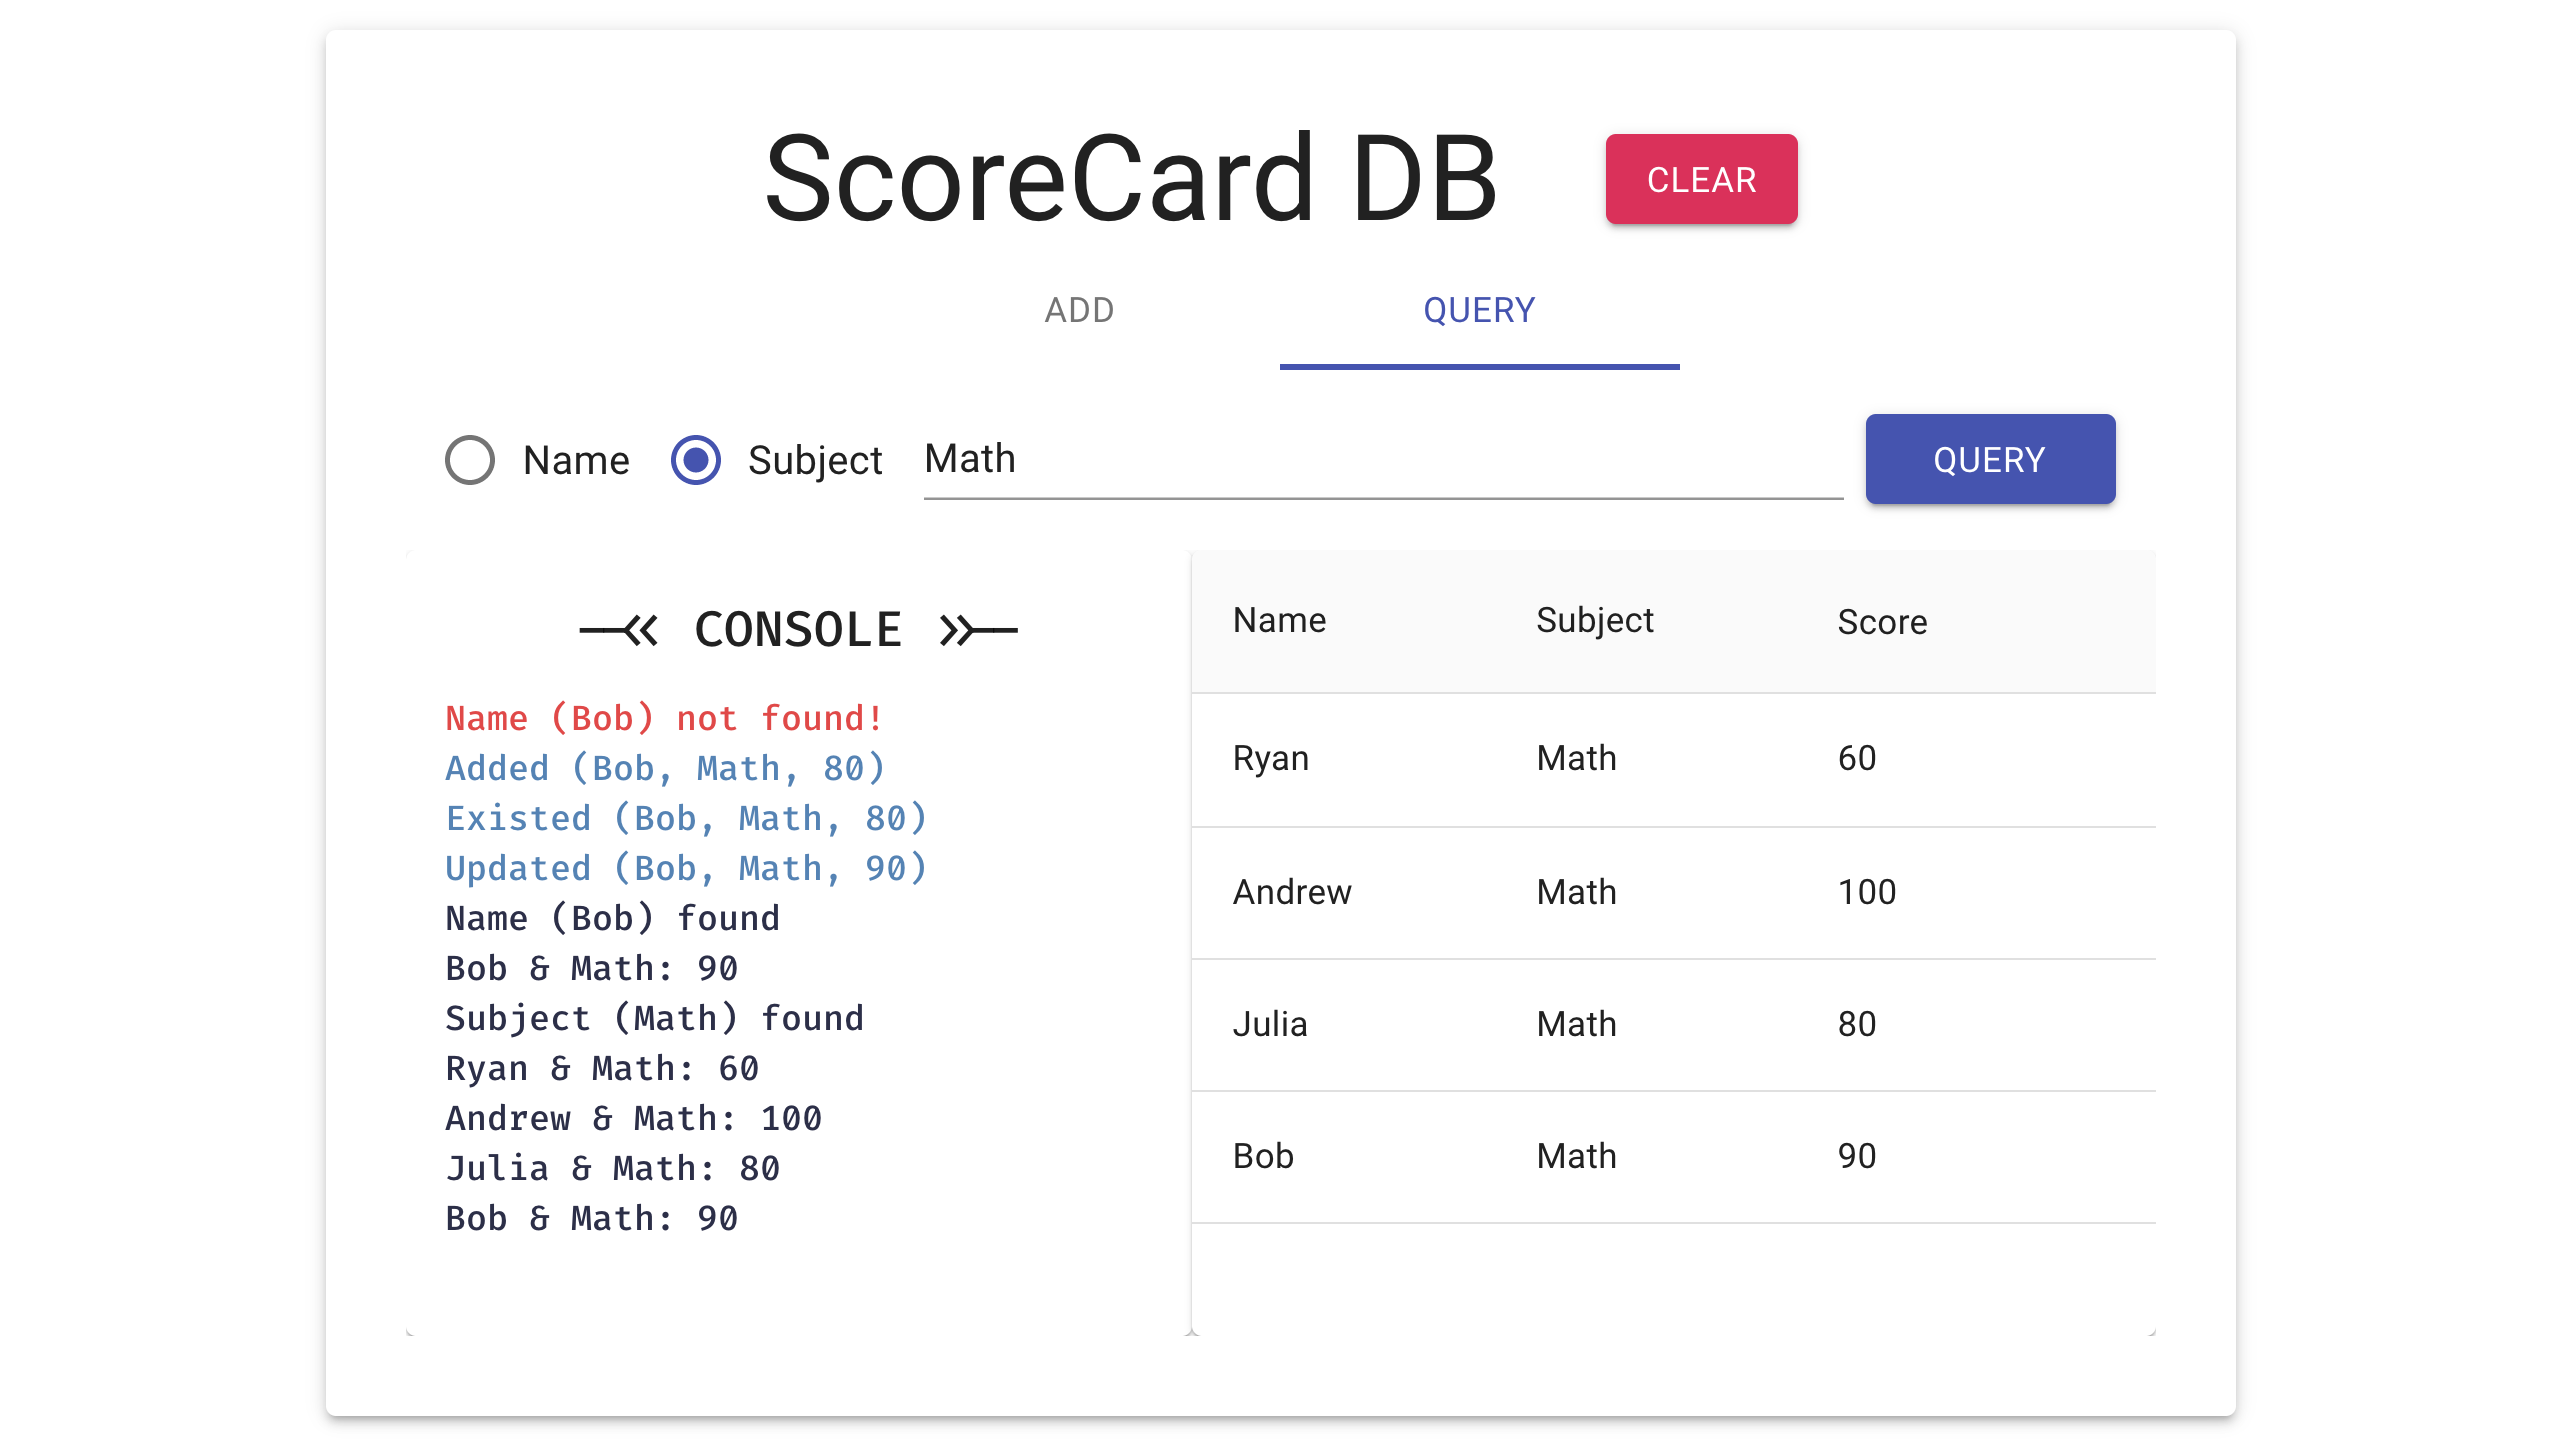 ScoreCard DB CLEAR
ADD QUERY
Name Subject Math QUERY
—≪ CONSOLE ≫—
Name (Bob) not found!
Added (Bob, Math, 80)
Existed (Bob, Math, 80)
Updated (Bob, Math, 90)
Name (Bob) found
Bob & Math: 90
Subject (Math) found
Ryan & Math: 60
Andrew & Math: 100
Julia & Math: 80
Bob & Math: 90
Name Subject Score
Ryan Math 60
Andrew Math 100
Julia Math 80
Bob Math 90